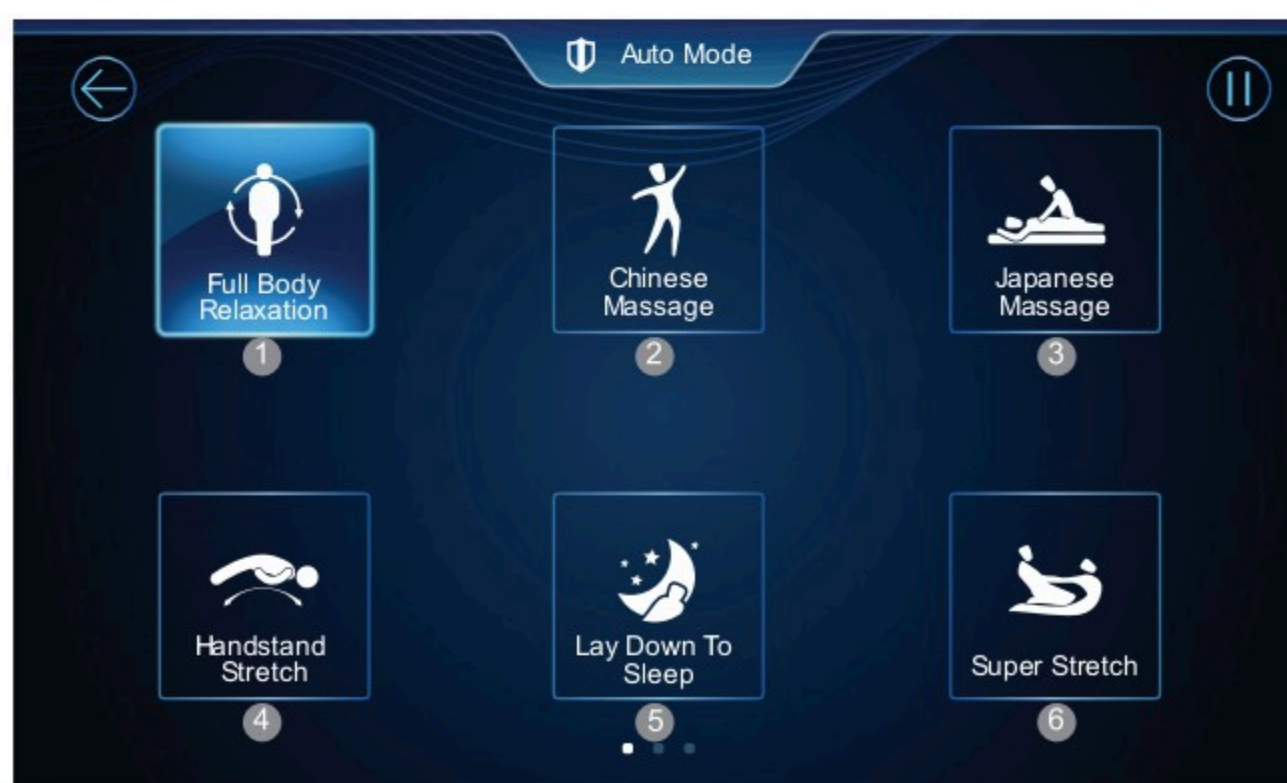 Auto Mode
Full Body
Relaxation
1
Chinese
Massage
2
Japanese
Massage
3
Handstand
Stretch
4
Lay Down To
Sleep
5
Super Stretch
6